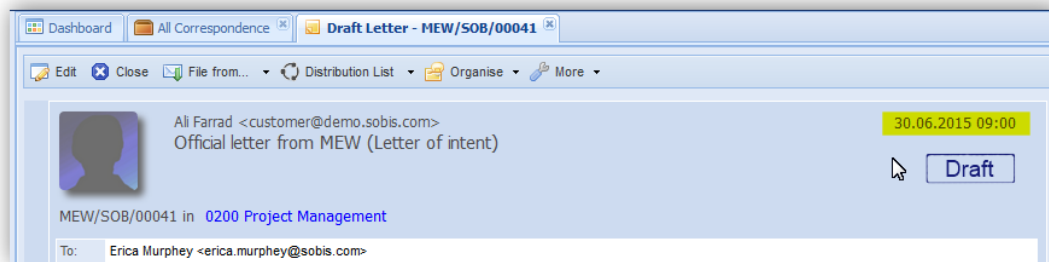 Dashboard All Correspondence Draft Letter - MEW/SOB/00041
Edit Close File from... Distribution List Organise More
Ali Farrad <customer@demo.sobis.com> 30.06.2015 09:00
Official letter from MEW (Letter of intent)
Draft
MEW/SOB/00041 in 0200 Project Management
To: Erica Murphey <erica.murphey@sobis.com>